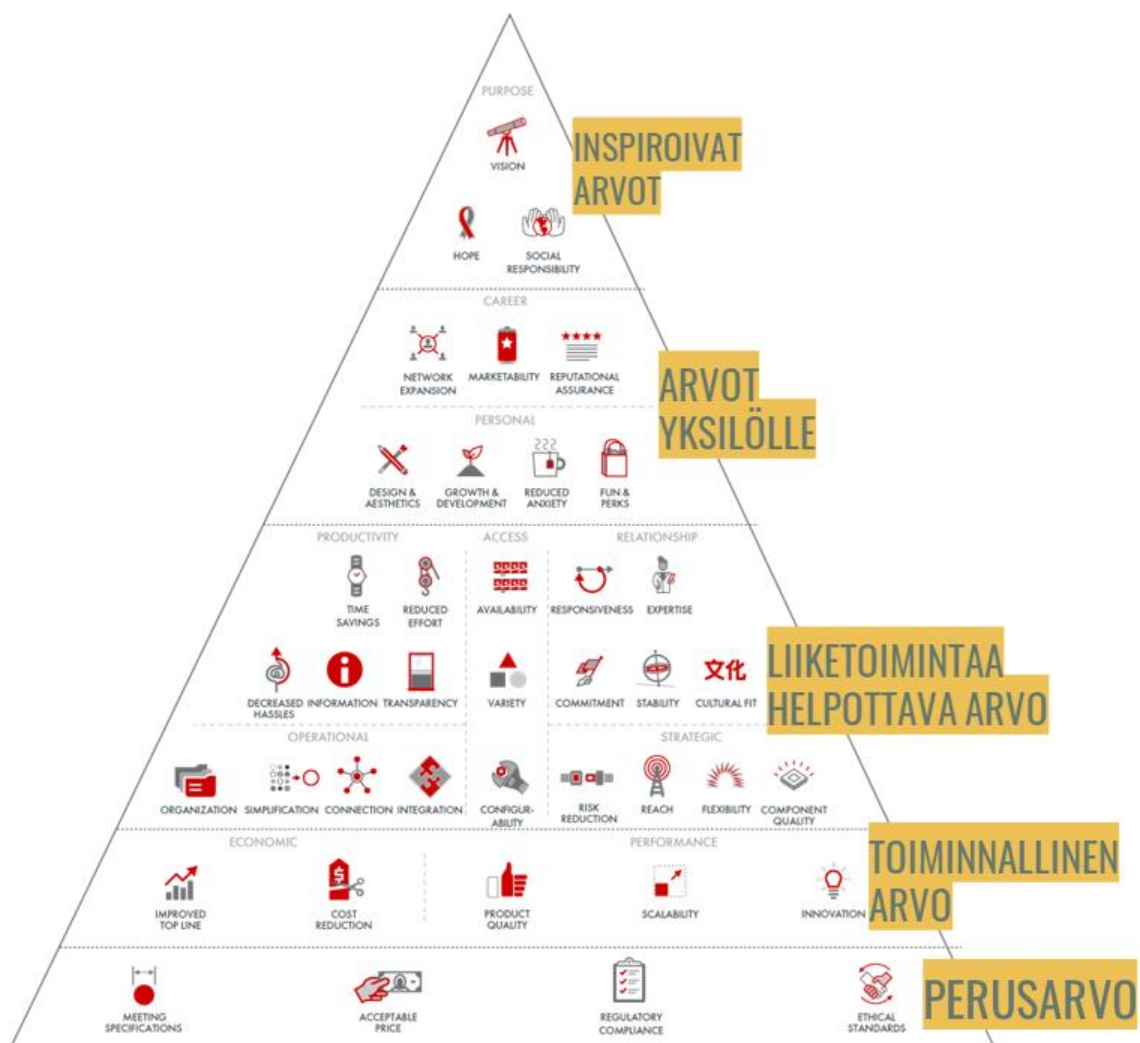 PURPOSE
VISION
INSPIROIVAT
ARVOT
HOPE
SOCIAL
RESPONSIBILITY
CAREER
NETWORK
EXPANSION
MARKETABILITY
REPUTATIONAL
ASSURANCE
ARVOT
YKSILÖLLE
PERSONAL
DESIGN &
AESTHETICS
GROWTH &
DEVELOPMENT
REDUCED
ANXIETY
FUN &
PERKS
PRODUCTIVITY
ACCESS
RELATIONSHIP
TIME
SAVINGS
REDUCED
EFFORT
AVAILABILITY
RESPONSIVENESS
EXPERTISE
文化
LIIKETOIMINTAA
HELPOTTAVA ARVO
DECREASED
HASSLES
INFORMATION
TRANSPARENCY
VARIETY
COMMITMENT
STABILITY
CULTURAL FIT
OPERATIONAL
STRATEGIC
ORGANIZATION
SIMPLIFICATION
CONNECTION
INTEGRATION
CONFIGUR-
ABILITY
RISK
REDUCTION
REACH
FLEXIBILITY
COMPONENT
QUALITY
ECONOMIC
PERFORMANCE
TOIMINNALLINEN
ARVO
$
IMPROVED
TOP LINE
COST
REDUCTION
PRODUCT
QUALITY
SCALABILITY
INNOVATION
PERUSARVO
MEETING
SPECIFICATIONS
ACCEPTABLE
PRICE
REGULATORY
COMPLIANCE
ETHICAL
STANDARDS